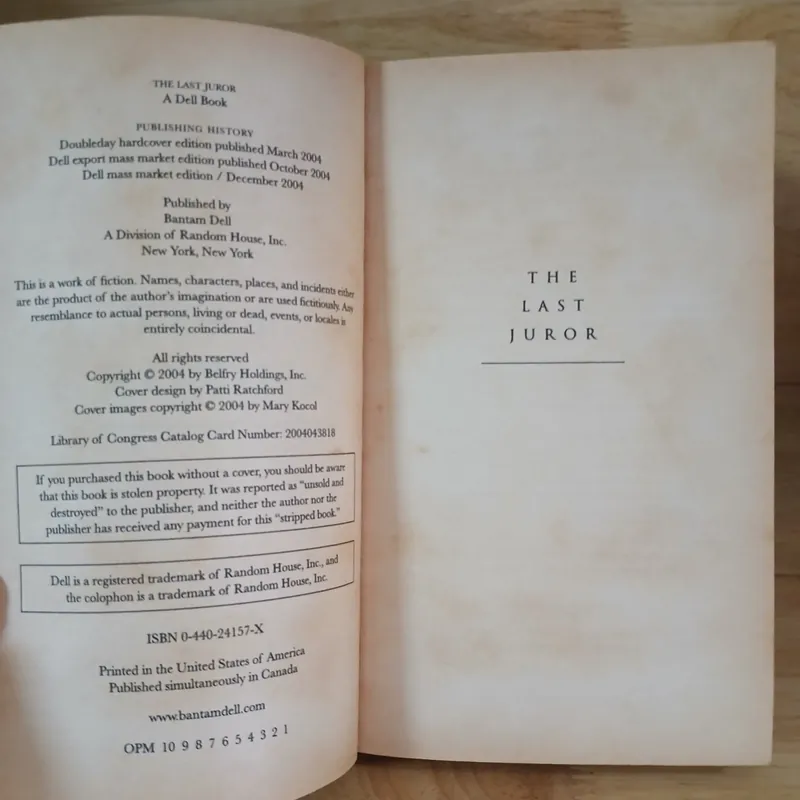 THE LAST JUROR
A Dell Book
PUBLISHING HISTORY
Doubleday hardcover edition published March 2004
Dell export mass market edition published October 2004
Dell mass market edition / December 2004
Published by
Bantam Dell
A Division of Random House, Inc.
New York, New York
This is a work of fiction. Names, characters, places, and incidents either
are the product of the author's imagination or are used fictitiously. Any
resemblance to actual persons, living or dead, events, or locales is
entirely coincidental.
All rights reserved
Copyright © 2004 by Belfry Holdings, Inc.
Cover design by Patti Ratchford
Cover images copyright © 2004 by Mary Kocol
Library of Congress Catalog Card Number: 2004043818
If you purchased this book without a cover, you should be aware
that this book is stolen property. It was reported as "unsold and
destroyed" to the publisher, and neither the author nor the
publisher has received any payment for this "stripped book."
Dell is a registered trademark of Random House, Inc., and
the colophon is a trademark of Random House, Inc.
ISBN 0-440-24157-X
Printed in the United States of America
Published simultaneously in Canada
www.bantamdell.com
OPM 10 9 8 7 6 5 4 3 2 1
THE
LAST
JUROR